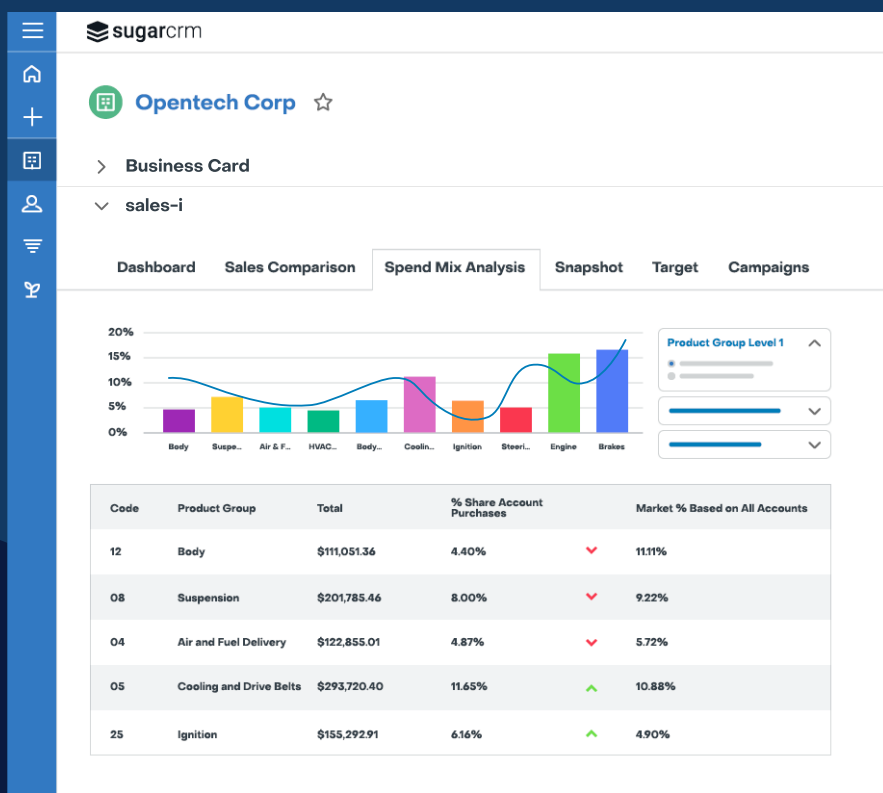 sugarcrm
Opentech Corp
Business Card
sales-i
Dashboard Sales Comparison Spend Mix Analysis Snapshot Target Campaigns
20%
15%
10%
5%
0%
Body Suspe... Air & F... HVAC... Body... Coolin... Ignition Steeri... Engine Brakes
Product Group Level 1
Code Product Group Total % Share Account Purchases Market % Based on All Accounts
12 Body $111,051.36 4.40% 11.11%
08 Suspension $201,785.46 8.00% 9.22%
04 Air and Fuel Delivery $122,855.01 4.87% 5.72%
05 Cooling and Drive Belts $293,720.40 11.65% 10.88%
25 Ignition $155,292.91 6.16% 4.90%